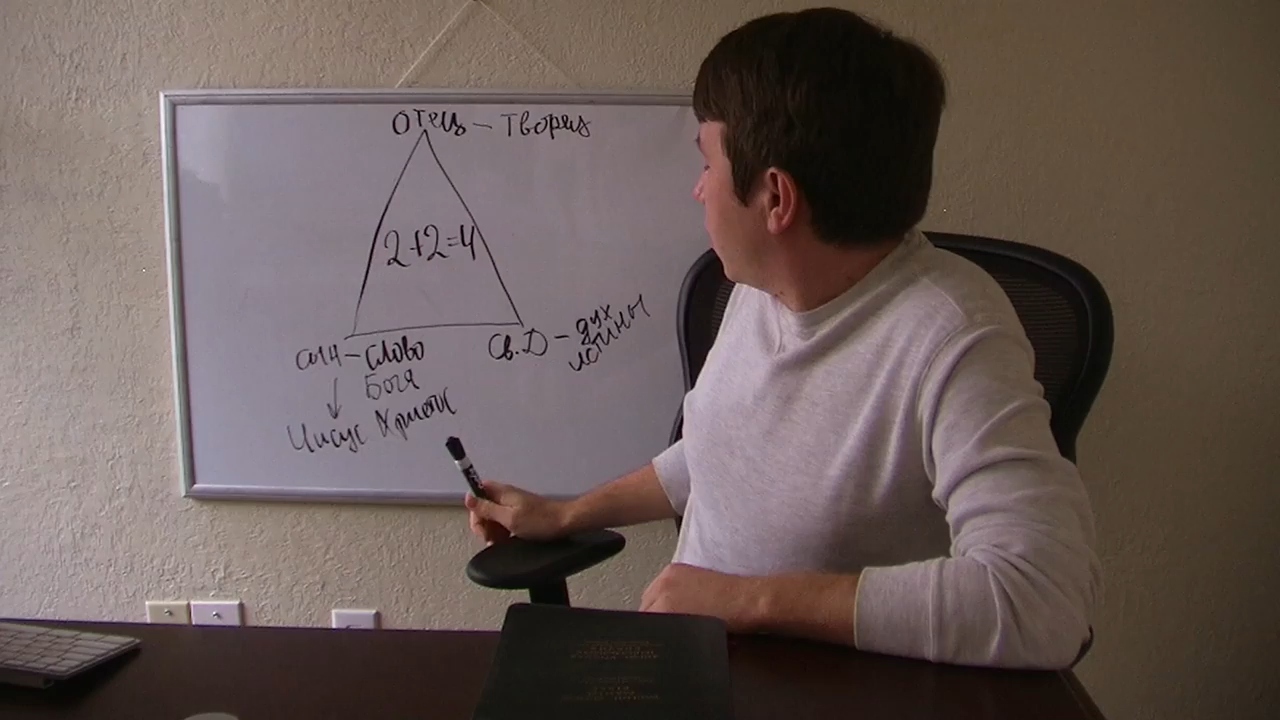 Отец – Творец
2+2=4
сын – Слово
Бога
Иисус Христос
Св. Д – дух
истины